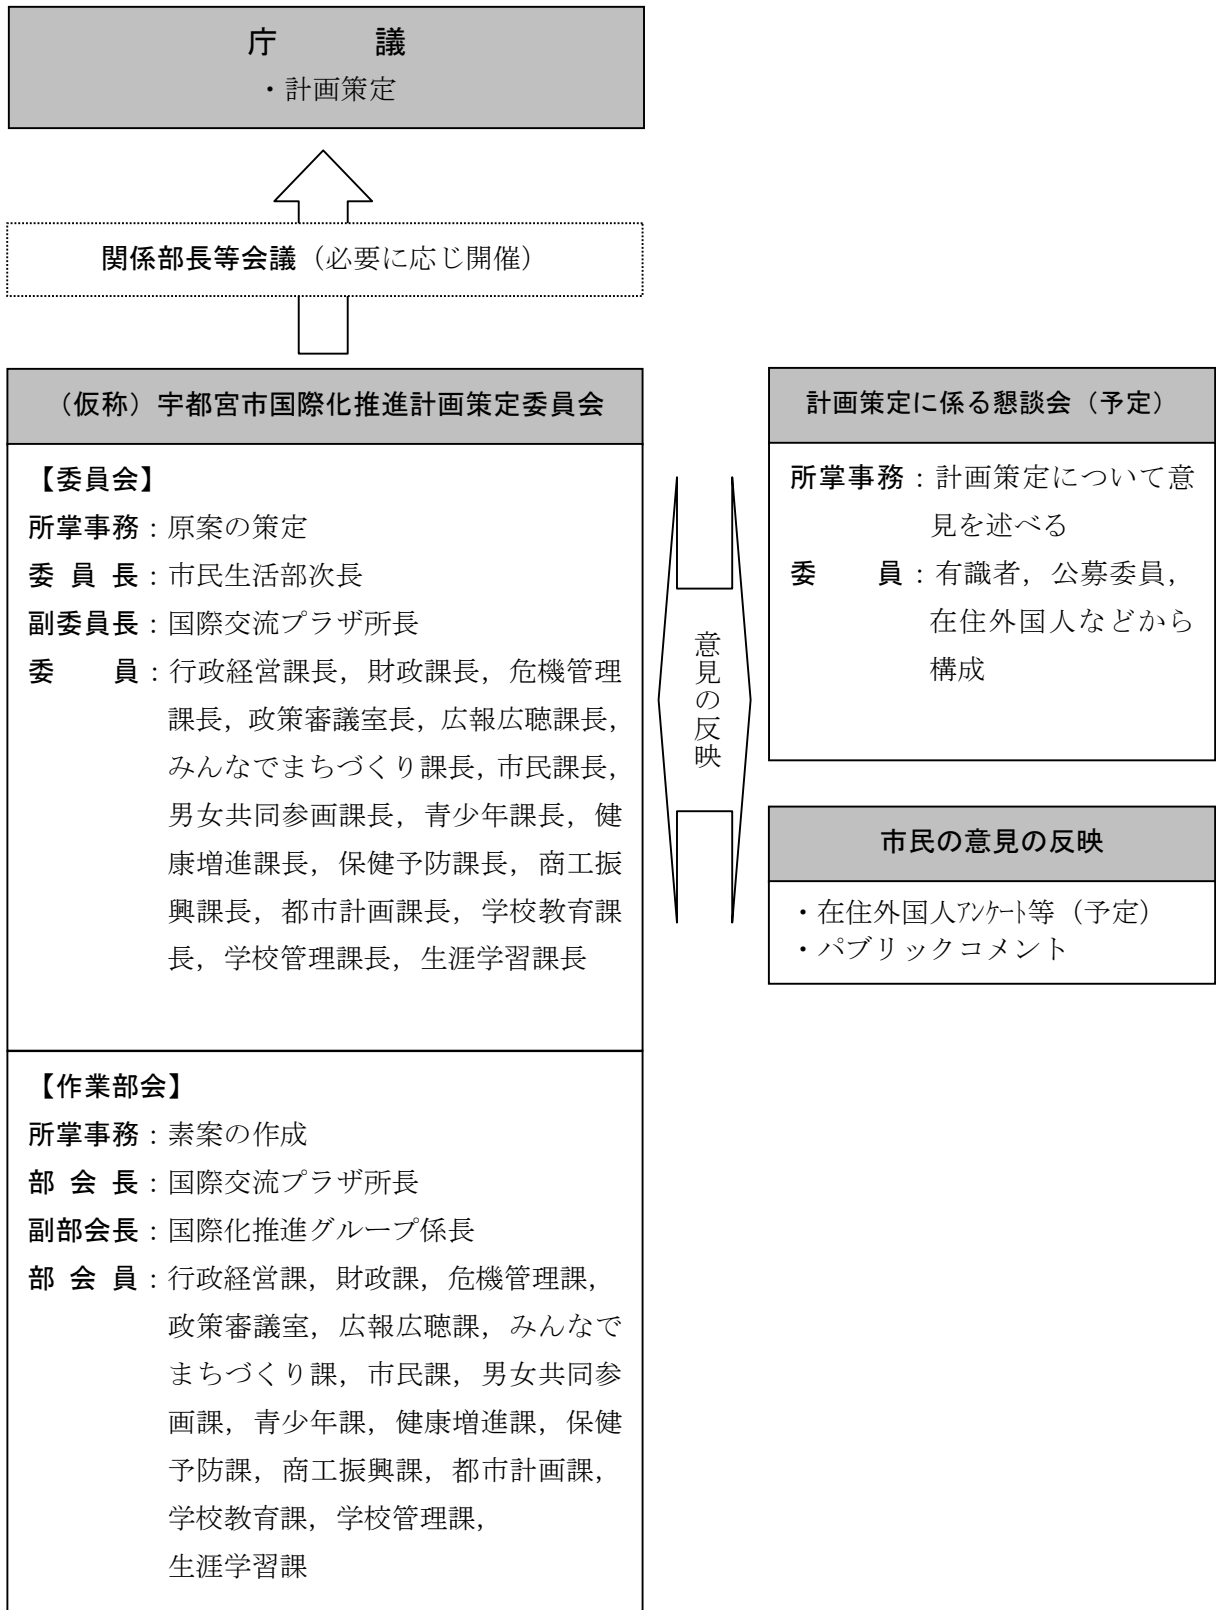 庁　　　議
・計画策定
関係部長等会議（必要に応じ開催）
（仮称）宇都宮市国際化推進計画策定委員会
【委員会】
所掌事務：原案の策定
委 員 長：市民生活部次長
副委員長：国際交流プラザ所長
委　　員：行政経営課長，財政課長，危機管理
課長，政策審議室長，広報広聴課長，
みんなでまちづくり課長，市民課長，
男女共同参画課長，青少年課長，健
康増進課長，保健予防課長，商工振
興課長，都市計画課長，学校教育課
長，学校管理課長，生涯学習課長
【作業部会】
所掌事務：素案の作成
部 会 長：国際交流プラザ所長
副部会長：国際化推進グループ係長
部 会 員：行政経営課，財政課，危機管理課，
政策審議室，広報広聴課，みんなで
まちづくり課，市民課，男女共同参
画課，青少年課，健康増進課，保健
予防課，商工振興課，都市計画課，
学校教育課，学校管理課，
生涯学習課
意見の反映
計画策定に係る懇談会（予定）
所掌事務：計画策定について意
見を述べる
委　　員：有識者，公募委員，
在住外国人などから
構成
市民の意見の反映
・在住外国人ｱﾝｹｰﾄ等（予定）
・パブリックコメント